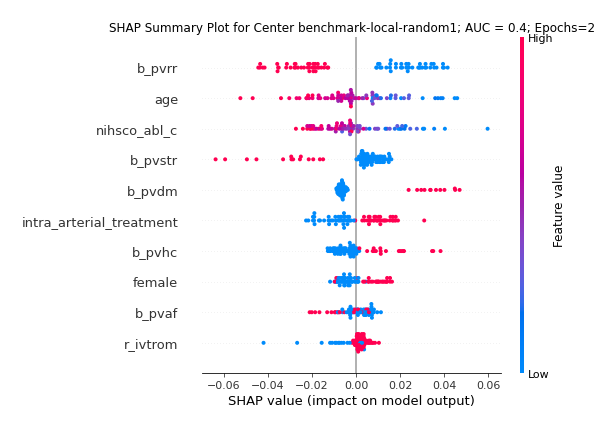 SHAP Summary Plot for Center benchmark-local-random1; AUC = 0.4; Epochs=2
High
b_pvrr
age
nihsco_abl_c
b_pvstr
b_pvdm
intra_arterial_treatment
b_pvhc
female
b_pvaf
r_ivtrom
Feature value
Low
−0.06 −0.04 −0.02 0.00 0.02 0.04 0.06
SHAP value (impact on model output)